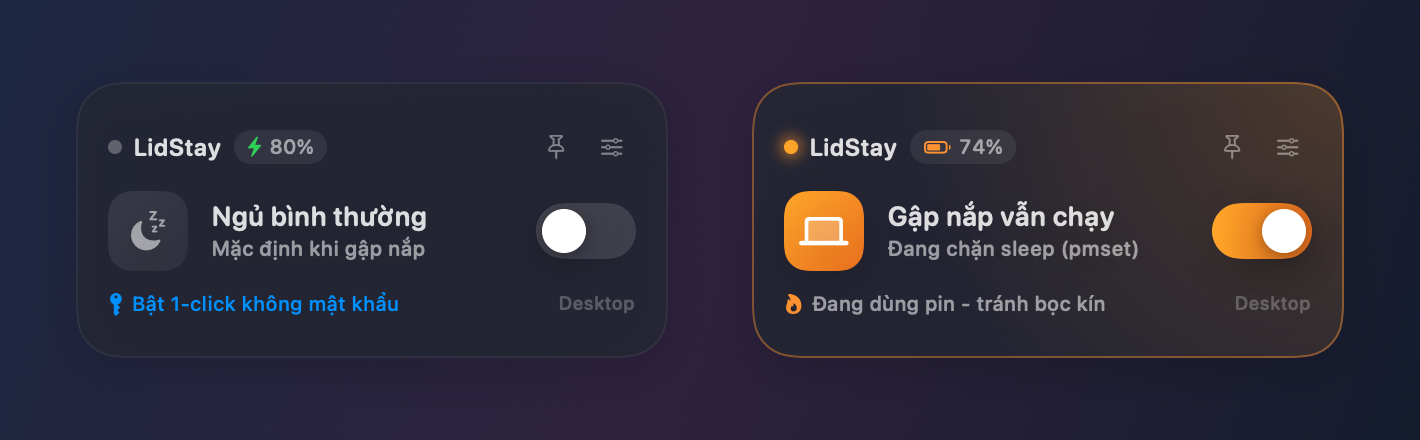 LidStay 80%
Ngủ bình thường
Mặc định khi gập nắp
Bật 1-click không mật khẩu
Desktop
LidStay 74%
Gập nắp vẫn chạy
Đang chặn sleep (pmset)
Đang dùng pin - tránh bọc kín
Desktop